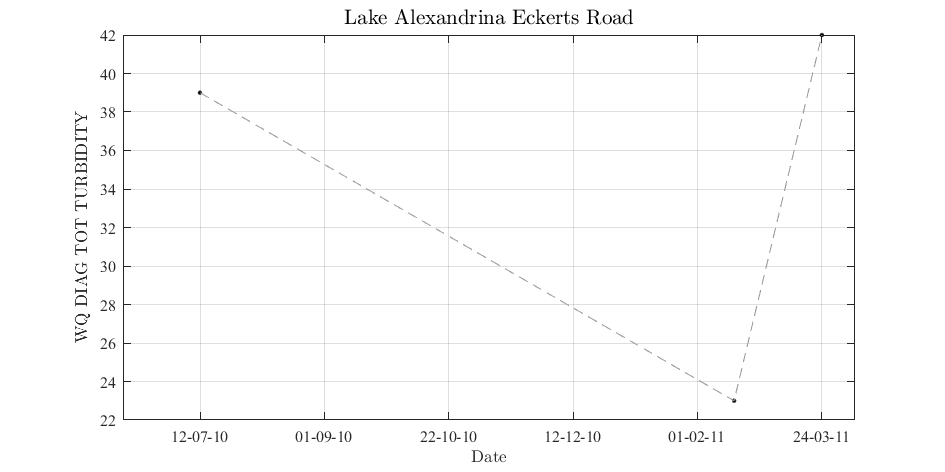 Lake Alexandrina Eckerts Road
WQ DIAG TOT TURBIDITY
42
40
38
36
34
32
30
28
26
24
22
12-07-10 01-09-10 22-10-10 12-12-10 01-02-11 24-03-11
Date